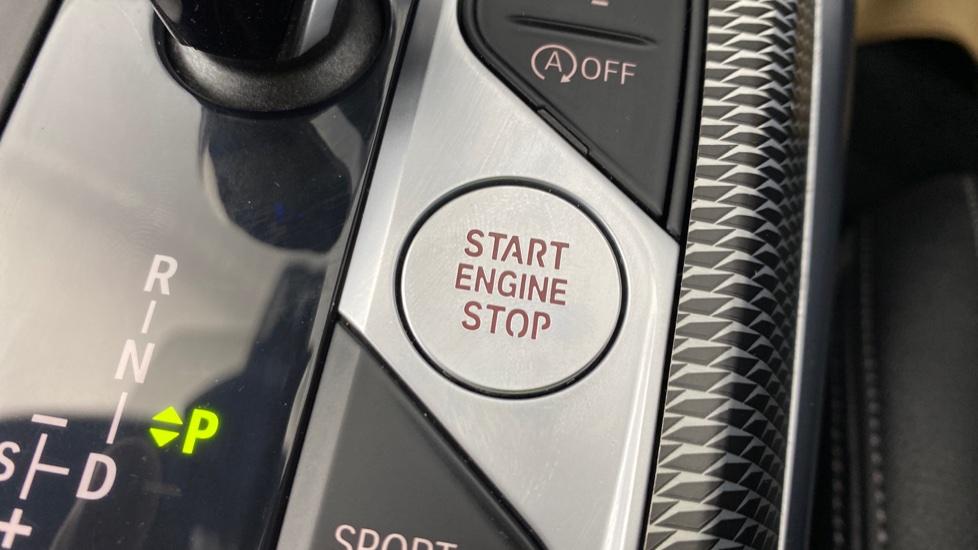 A OFF
START
ENGINE
STOP
R
N
P
S
D
+
SPORT